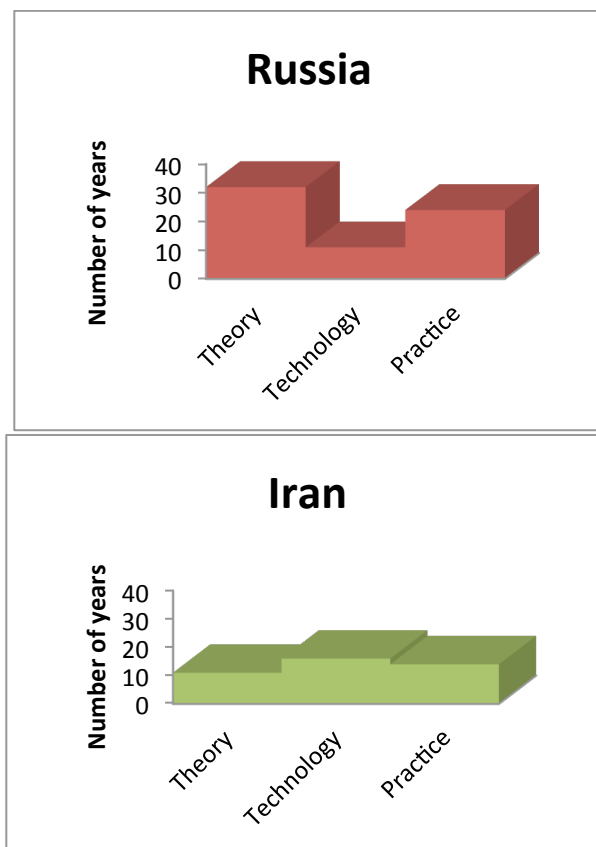 Russia
Number of years
40
30
20
10
0
Theory
Technology
Practice
Iran
Number of years
40
30
20
10
0
Theory
Technology
Practice